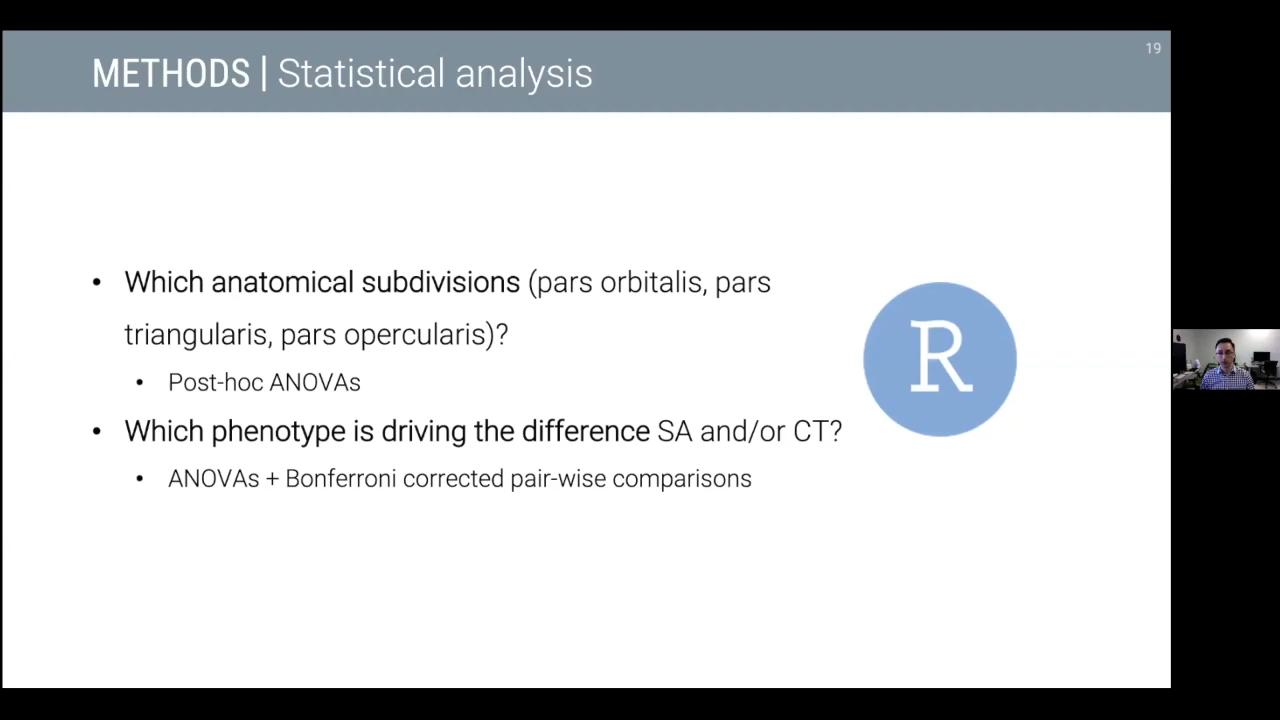 19
METHODS | Statistical analysis
• Which anatomical subdivisions (pars orbitalis, pars
triangularis, pars opercularis)?
• Post-hoc ANOVAs
R
• Which phenotype is driving the difference SA and/or CT?
• ANOVAs + Bonferroni corrected pair-wise comparisons